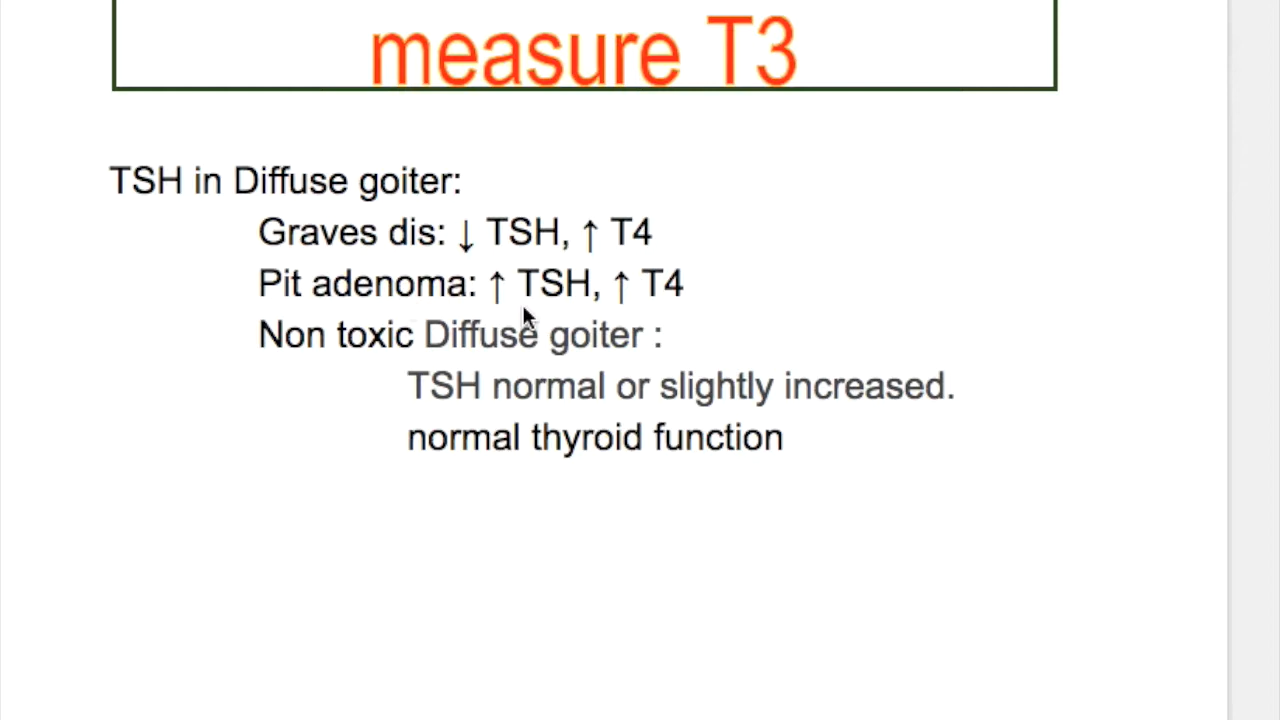 measure T3
TSH in Diffuse goiter:
Graves dis: ↓ TSH, ↑ T4
Pit adenoma: ↑ TSH, ↑ T4
Non toxic Diffuse goiter :
TSH normal or slightly increased.
normal thyroid function